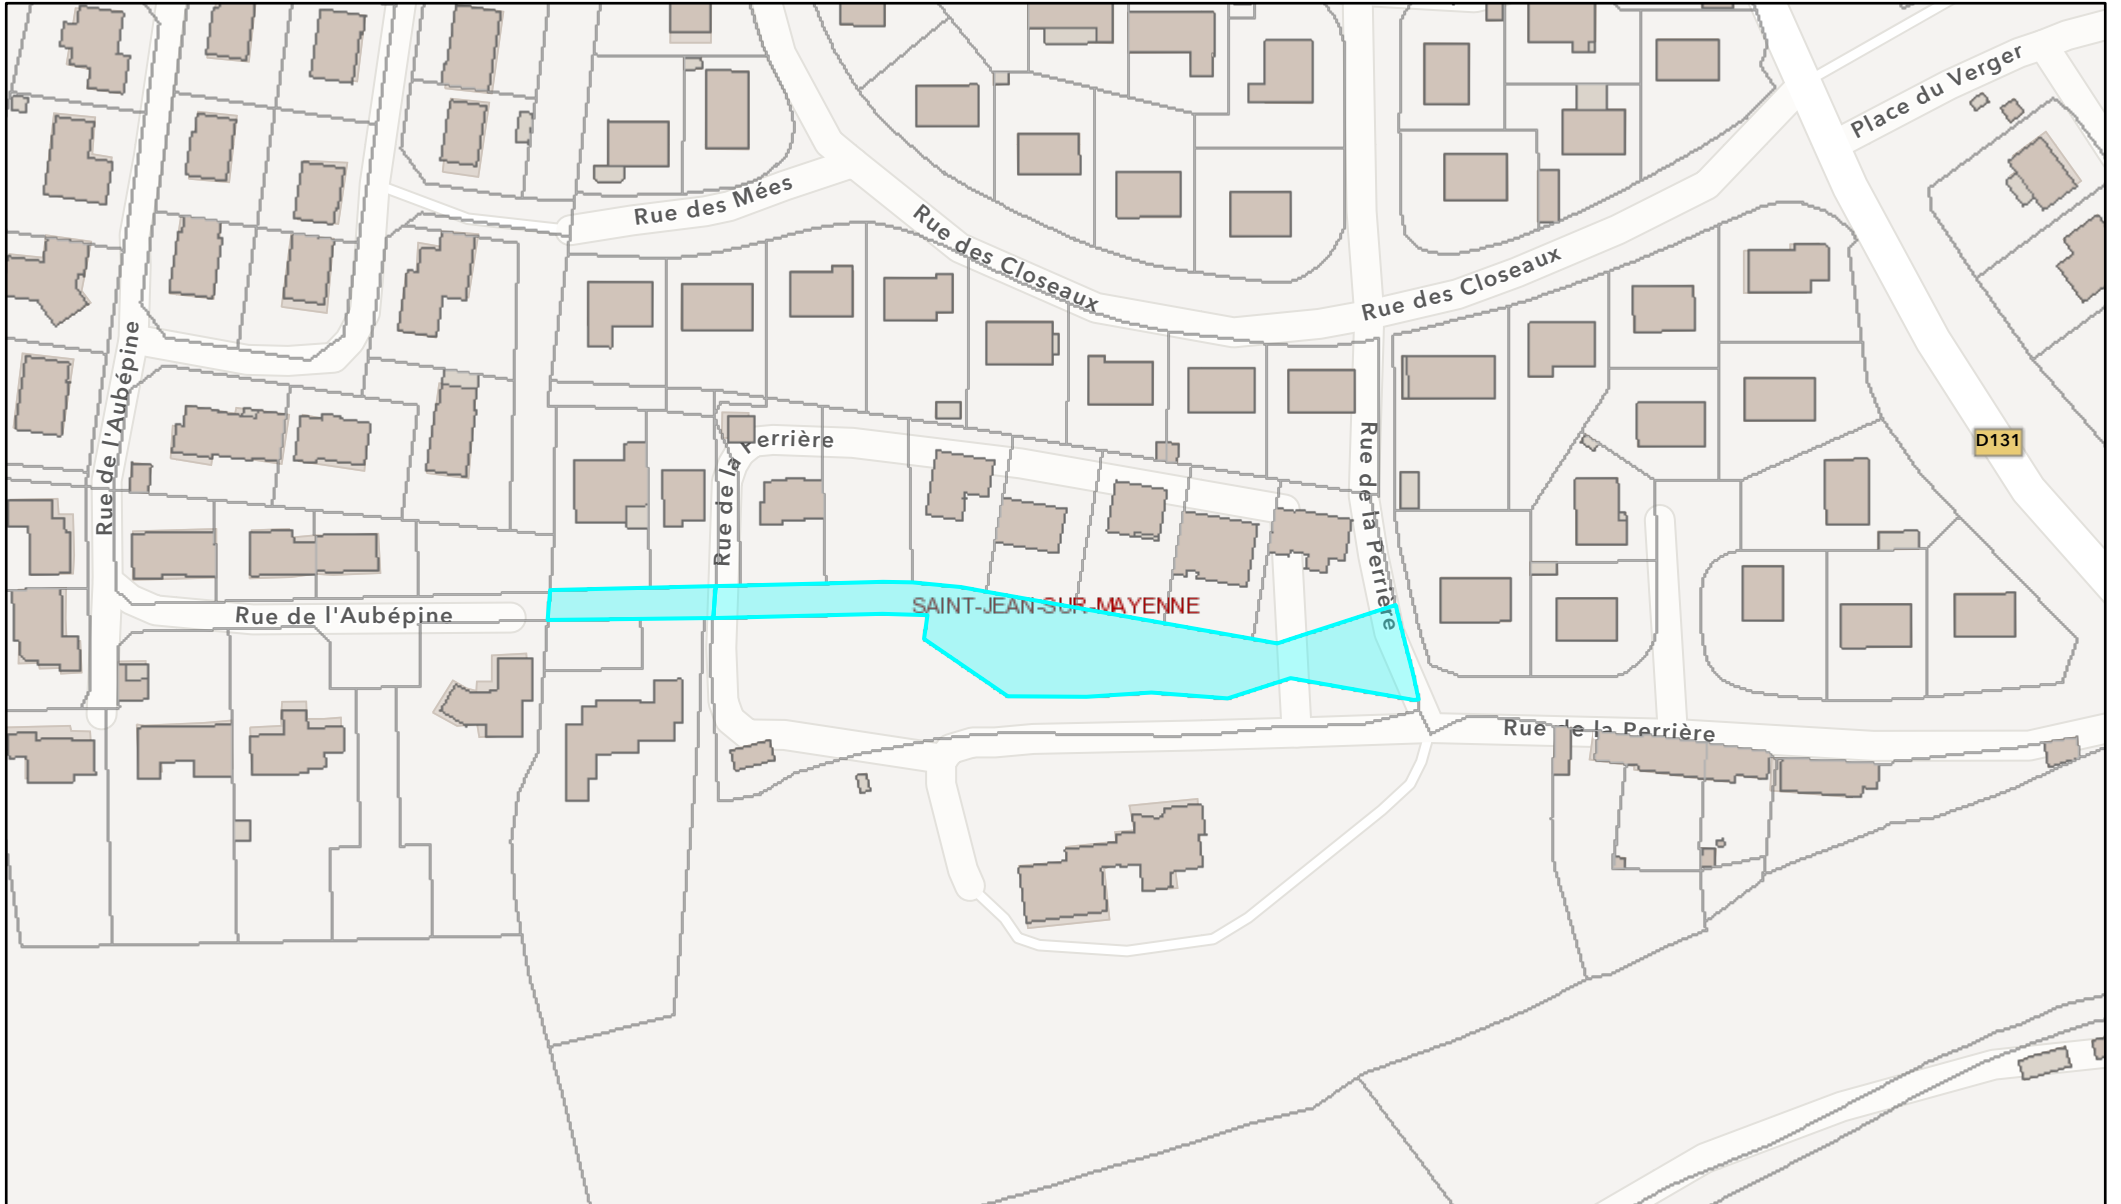 Place du Verger
Rue des Mées
Rue des Closeaux
Rue des Closeaux
Rue de l'Aubépine
D131
Rue de la Perrière
Rue de la Perrière
SAINT-JEAN-SUR-MAYENNE
Rue de l'Aubépine
Rue de la Perrière